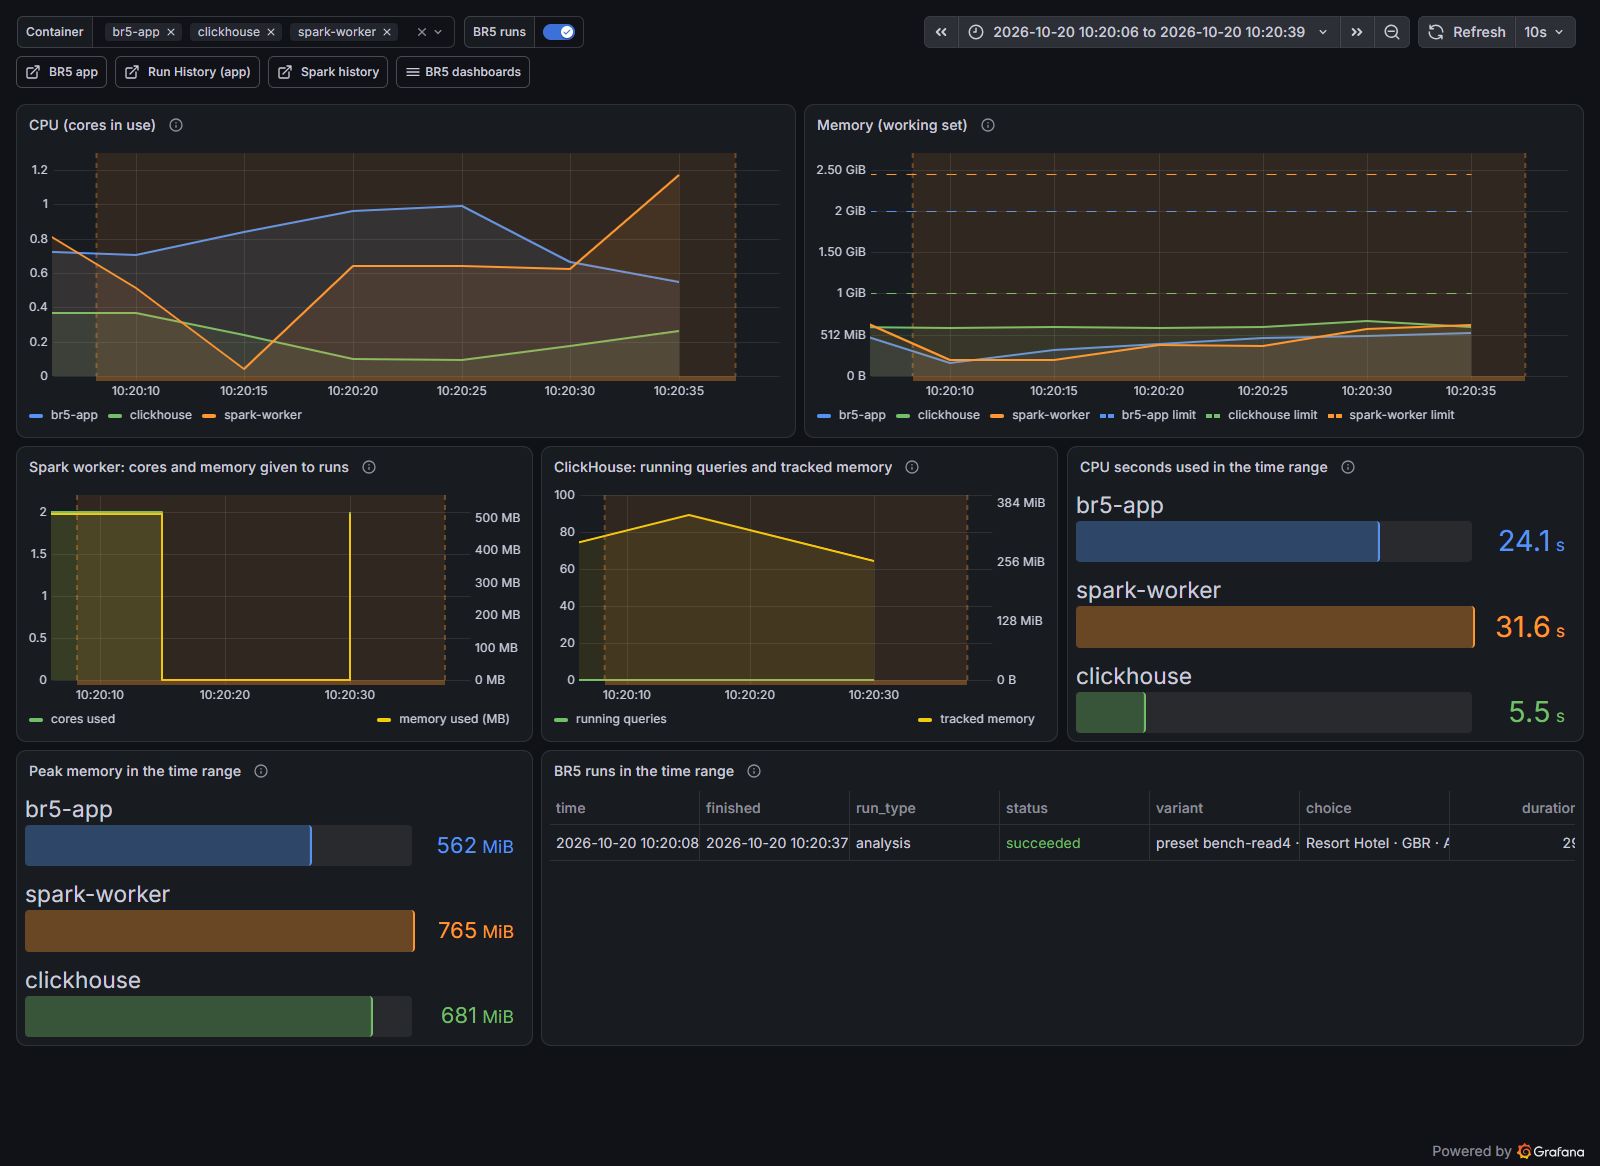 Container br5-app clickhouse spark-worker BR5 runs 2026-10-20 10:20:06 to 2026-10-20 10:20:39 Refresh 10s
BR5 app Run History (app) Spark history BR5 dashboards
CPU (cores in use)
1.2
1
0.8
0.6
0.4
0.2
0
10:20:10 10:20:15 10:20:20 10:20:25 10:20:30 10:20:35
br5-app clickhouse spark-worker
Memory (working set)
2.50 GiB
2 GiB
1.50 GiB
1 GiB
512 MiB
0 B
10:20:10 10:20:15 10:20:20 10:20:25 10:20:30 10:20:35
br5-app clickhouse spark-worker br5-app limit clickhouse limit spark-worker limit
Spark worker: cores and memory given to runs
2
1.5
1
0.5
0
500 MB
400 MB
300 MB
200 MB
100 MB
0 MB
10:20:10 10:20:20 10:20:30
cores used memory used (MB)
ClickHouse: running queries and tracked memory
100
80
60
40
20
0
384 MiB
256 MiB
128 MiB
0 B
10:20:10 10:20:20 10:20:30
running queries tracked memory
CPU seconds used in the time range
br5-app
24.1 s
spark-worker
31.6 s
clickhouse
5.5 s
Peak memory in the time range
br5-app
562 MiB
spark-worker
765 MiB
clickhouse
681 MiB
BR5 runs in the time range
time finished run_type status variant choice duration
2026-10-20 10:20:08 2026-10-20 10:20:37 analysis succeeded preset bench-read4 · Resort Hotel · GBR · A 29
Powered by Grafana